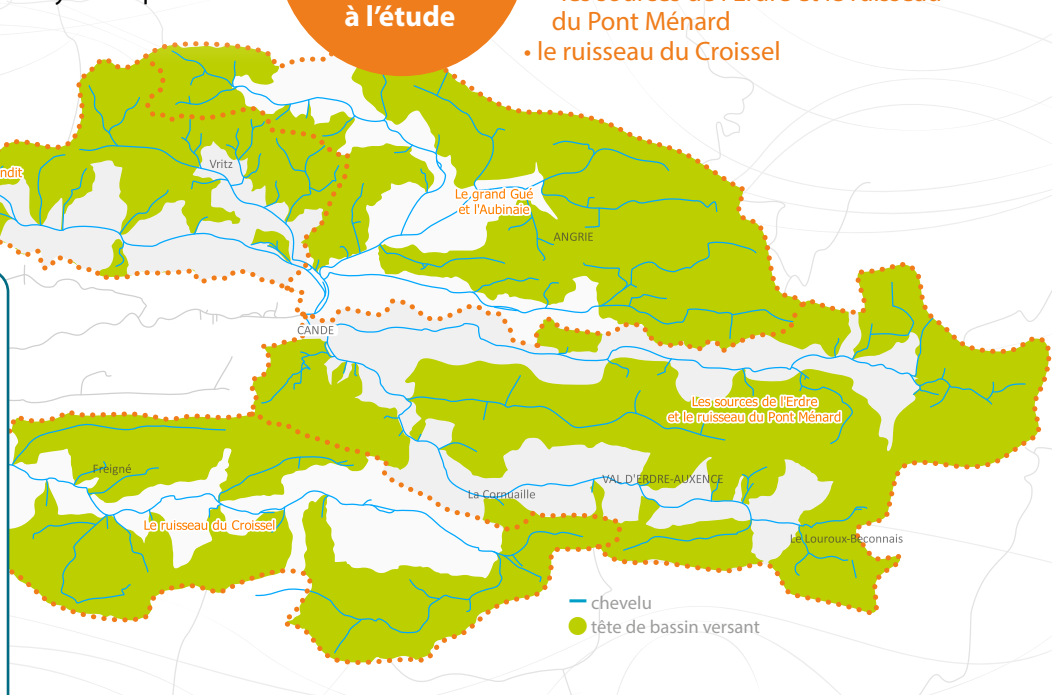 à l'étude
du Pont Ménard
• le ruisseau du Croissel
Vritz
Le grand Gué
et l'Aubinaie
ANGRIE
CANDÉ
Les sources de l'Erdre
et le ruisseau du Pont Ménard
Freigné
La Cornuaille
VAL D'ERDRE-AUXENCE
Le ruisseau du Croissel
Le Louroux-Béconnais
chevelu
tête de bassin versant